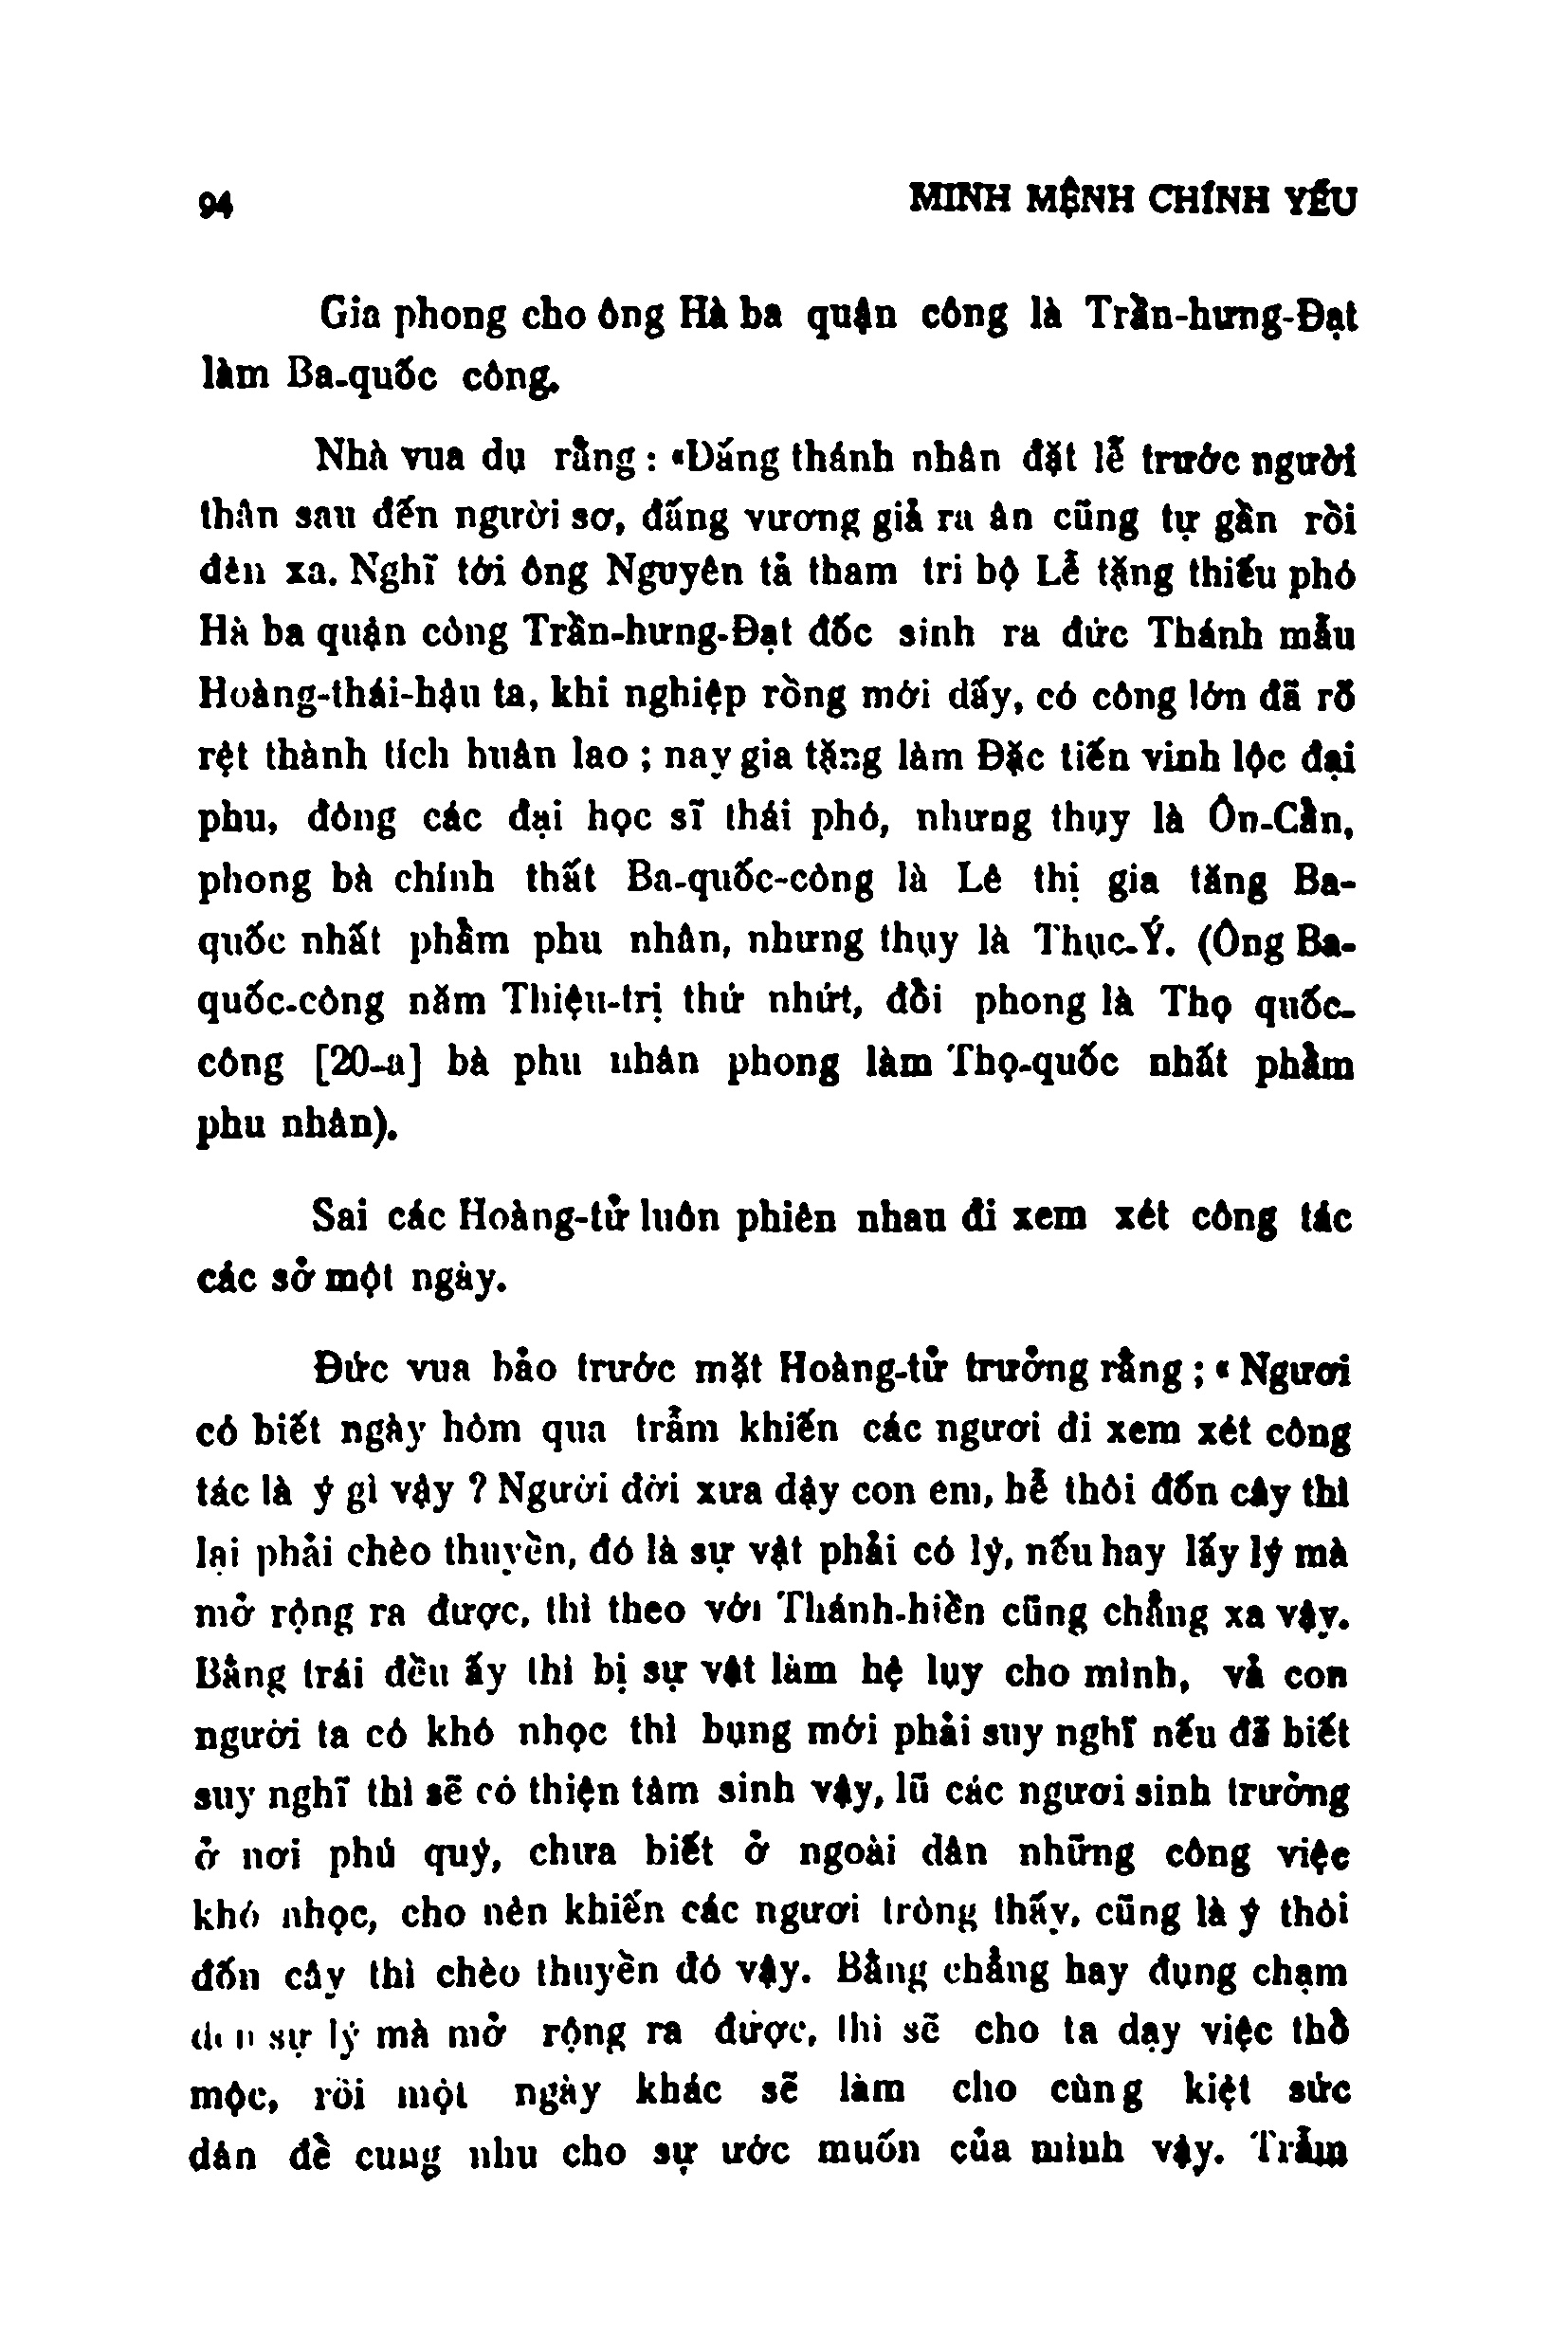 94
MINH MỆNH CHÍNH YẾU
Gia phong cho ông Hà ba quận công là Trần-hưng-Đạt
làm Ba-quốc công.
Nhà vua dụ rằng : «Đấng thánh nhân đặt lễ trước người
thân sau đến người sơ, đấng vương giả ra ân cũng tự gần rồi
đến xa. Nghĩ tới ông Nguyên tả tham tri bộ Lễ tặng thiếu phó
Hà ba quận công Trần-hưng-Đạt đốc sinh ra đức Thánh mẫu
Hoàng-thái-hậu ta, khi nghiệp rồng mới dấy, có công lớn đã rõ
rệt thành tích huân lao ; nay gia tặng làm Đặc tiến vinh lộc đại
phu, đông các đại học sĩ thái phó, nhưng thụy là Ôn-Cần,
phong bà chính thất Ba-quốc-công là Lê thị gia tăng Ba-
quốc nhất phẩm phu nhân, nhưng thụy là Thục-Ý. (Ông Ba-
quốc-công năm Thiệu-trị thứ nhứt, đổi phong là Thọ quốc-
công [20-a] bà phu nhân phong làm Thọ-quốc nhất phẩm
phu nhân).
Sai các Hoàng-tử luôn phiên nhau đi xem xét công tác
các sở một ngày.
Đức vua bảo trước mặt Hoàng-tử trưởng rằng ; « Ngươi
có biết ngày hôm qua trẫm khiến các ngươi đi xem xét công
tác là ý gì vậy ? Người đời xưa dậy con em, hễ thôi đốn cây thì
lại phải chèo thuyền, đó là sự vật phải có lý, nếu hay lấy lý mà
mở rộng ra được, thì theo với Thánh-hiền cũng chẳng xa vậy.
Bằng trái đều ấy thì bị sự vật làm hệ lụy cho mình, vả con
người ta có khó nhọc thì bụng mới phải suy nghĩ nếu đã biết
suy nghĩ thì sẽ có thiện tâm sinh vậy, lũ các ngươi sinh trưởng
ở nơi phú quý, chưa biết ở ngoài dân những công việc
khó nhọc, cho nên khiến các ngươi tròng thấy, cũng là ý thôi
đốn cây thì chèo thuyền đó vậy. Bằng chẳng hay đụng chạm
sự lý mà mở rộng ra được, thì sẽ cho ta dạy việc thổ
mộc, rồi một ngày khác sẽ làm cho cùng kiệt sức
dân để cung nhu cho sự ước muốn của mình vậy. Trẫm